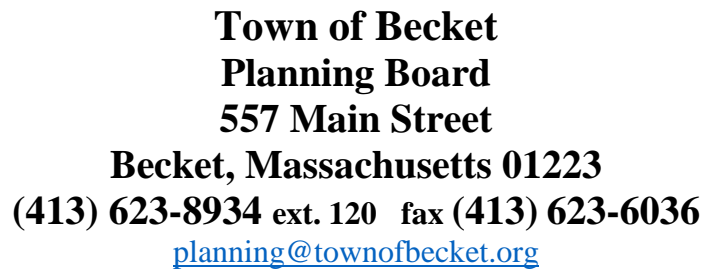 Town of Becket
Planning Board
557 Main Street
Becket, Massachusetts 01223
(413) 623-8934 ext. 120 fax (413) 623-6036
planning@townofbecket.org